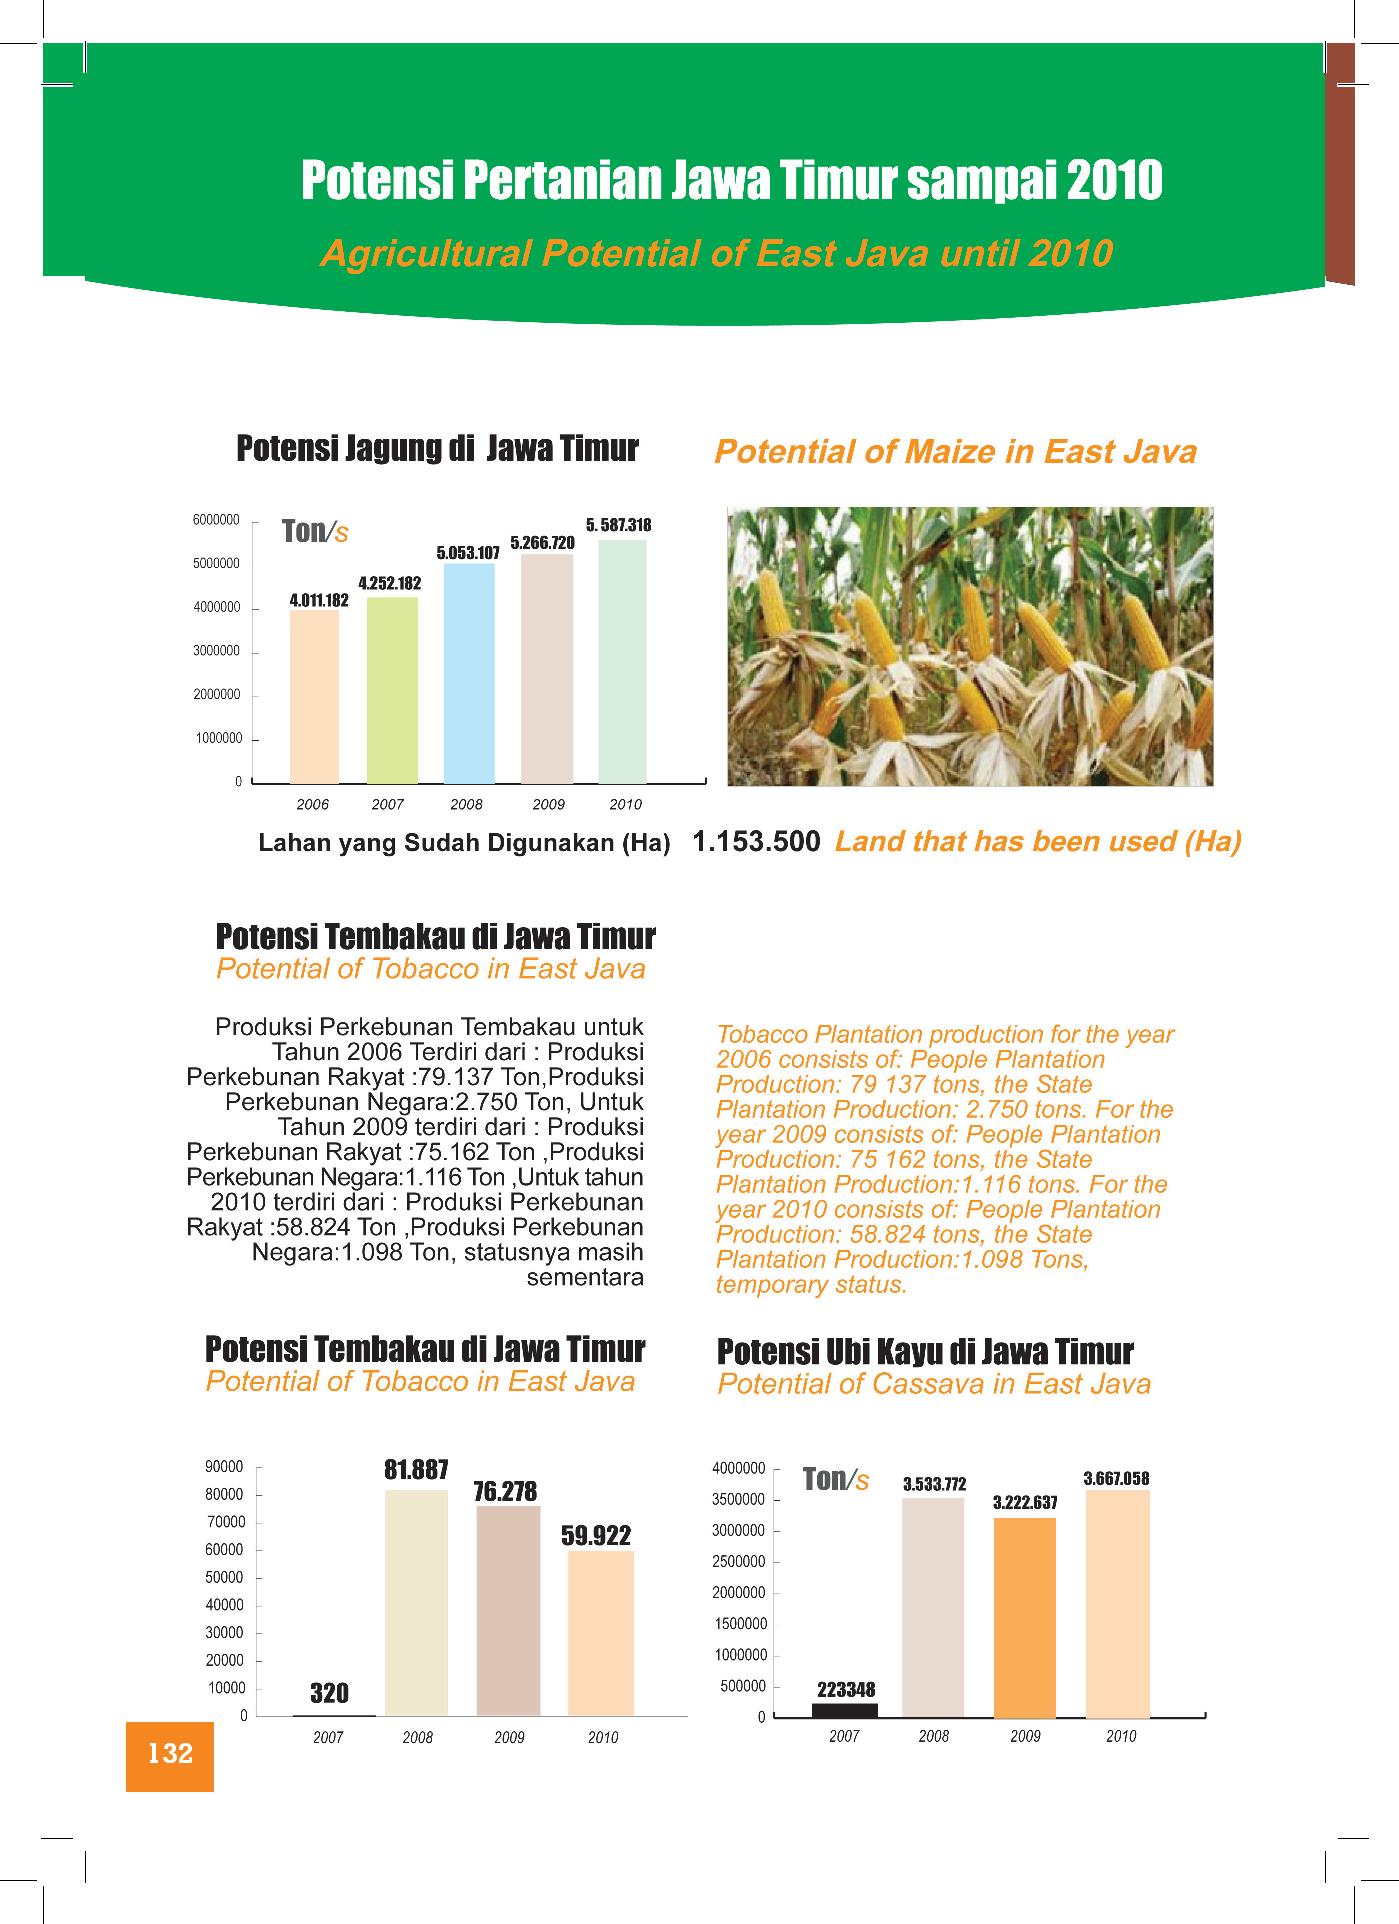 Potensi Pertanian Jawa Timur sampai 2010
Agricultural Potential of East Java until 2010
Potensi Jagung di Jawa Timur
Potential of Maize in East Java
Ton/s
6000000
5000000
4000000
3000000
2000000
1000000
0
4.011.182
4.252.182
5.053.107
5.266.720
5. 587.318
2006 2007 2008 2009 2010
Lahan yang Sudah Digunakan (Ha) 1.153.500 Land that has been used (Ha)
Potensi Tembakau di Jawa Timur
Potential of Tobacco in East Java
Produksi Perkebunan Tembakau untuk
Tahun 2006 Terdiri dari : Produksi
Perkebunan Rakyat :79.137 Ton,Produksi
Perkebunan Negara:2.750 Ton, Untuk
Tahun 2009 terdiri dari : Produksi
Perkebunan Rakyat :75.162 Ton ,Produksi
Perkebunan Negara:1.116 Ton ,Untuk tahun
2010 terdiri dari : Produksi Perkebunan
Rakyat :58.824 Ton ,Produksi Perkebunan
Negara:1.098 Ton, statusnya masih
sementara
Tobacco Plantation production for the year
2006 consists of: People Plantation
Production: 79 137 tons, the State
Plantation Production: 2.750 tons. For the
year 2009 consists of: People Plantation
Production: 75 162 tons, the State
Plantation Production:1.116 tons. For the
year 2010 consists of: People Plantation
Production: 58.824 tons, the State
Plantation Production:1.098 Tons,
temporary status.
Potensi Tembakau di Jawa Timur
Potential of Tobacco in East Java
90000
80000
70000
60000
50000
40000
30000
20000
10000
0
320
81.887
76.278
59.922
2007 2008 2009 2010
Potensi Ubi Kayu di Jawa Timur
Potential of Cassava in East Java
Ton/s
4000000
3500000
3000000
2500000
2000000
1500000
1000000
500000
0
223348
3.533.772
3.222.637
3.667.058
2007 2008 2009 2010
132